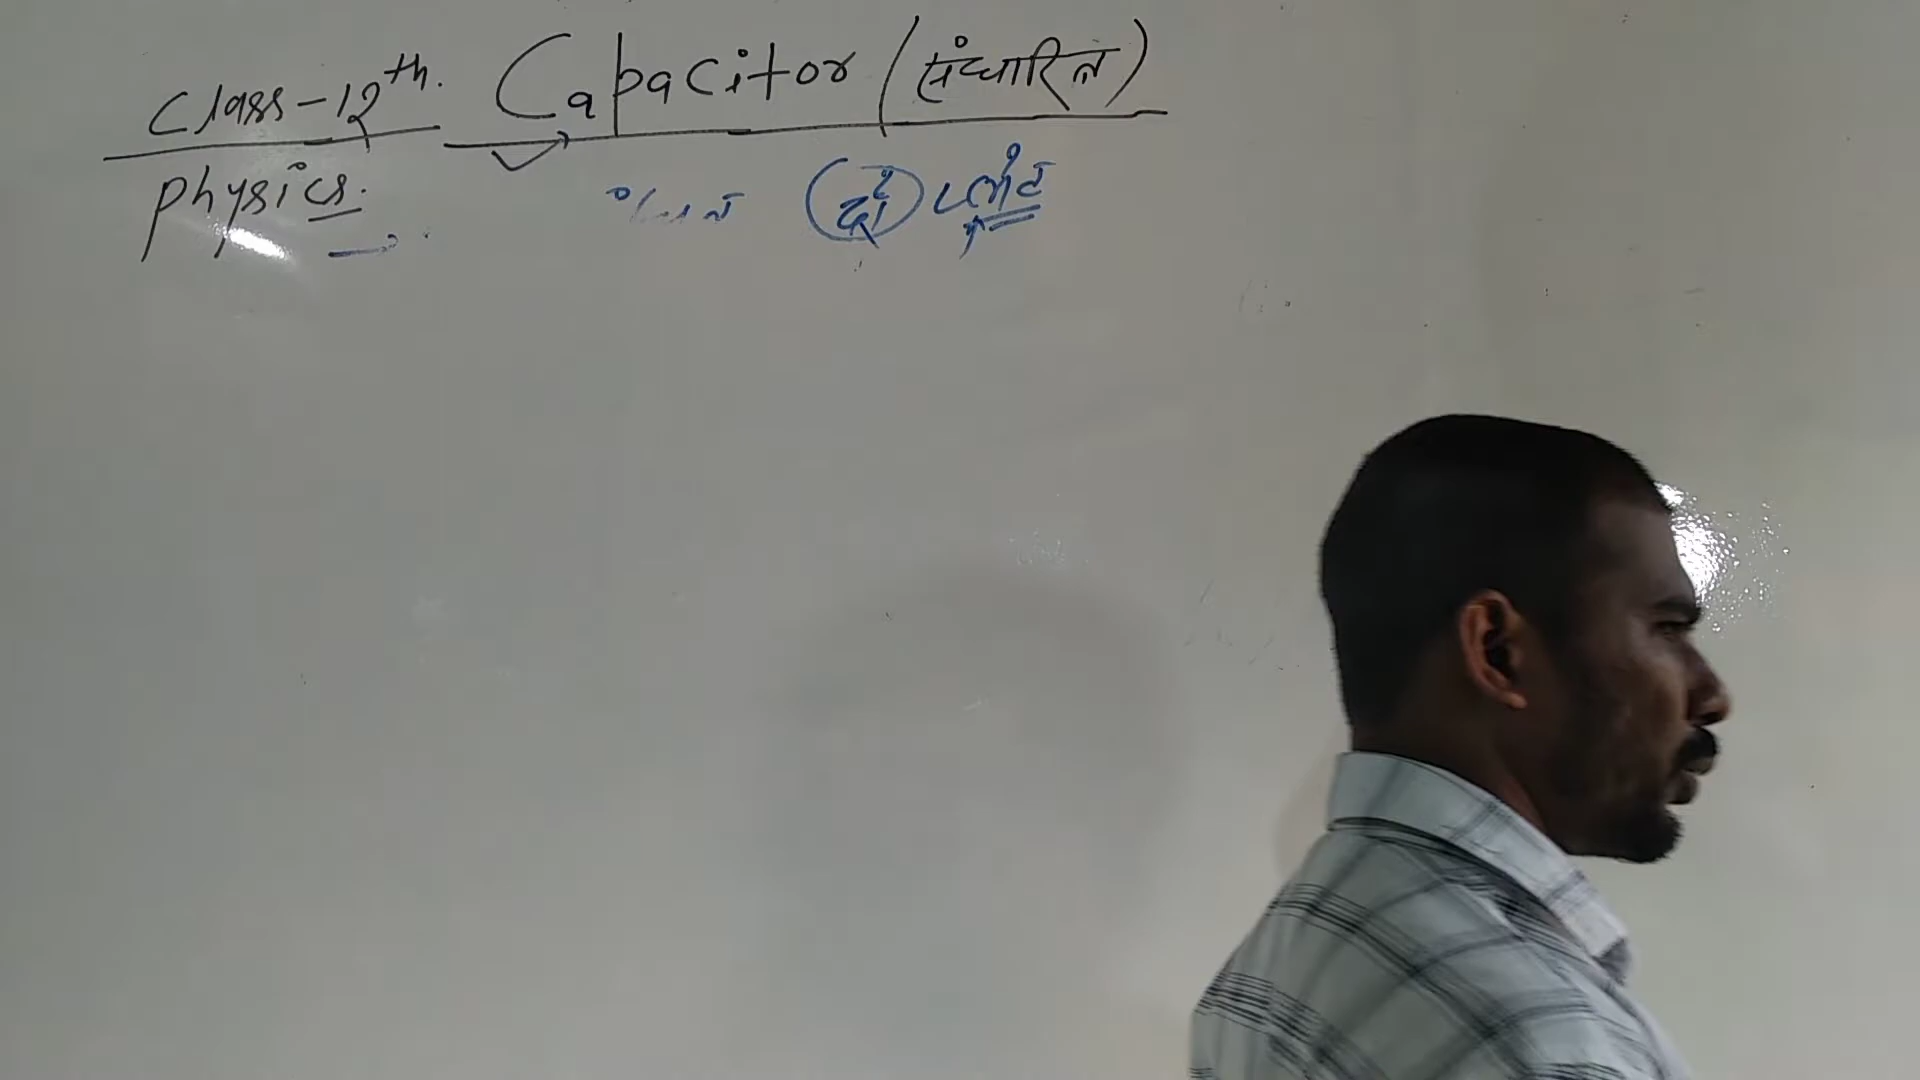 Class-12th. Capacitor (संधारित्र)
Physics.
दो प्लेट